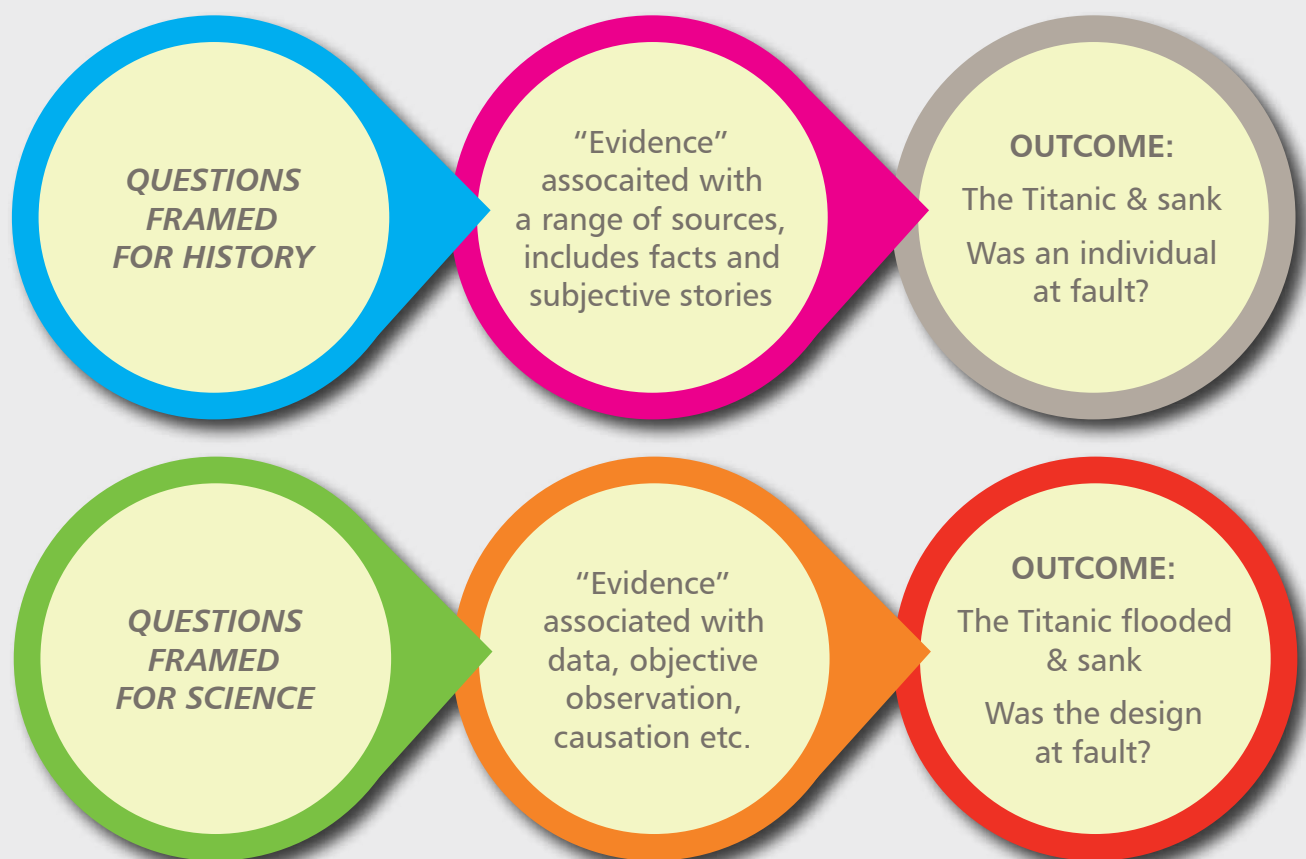 QUESTIONS
FRAMED
FOR HISTORY
“Evidence”
assocaited with
a range of sources,
includes facts and
subjective stories
OUTCOME:
The Titanic & sank
Was an individual
at fault?
QUESTIONS
FRAMED
FOR SCIENCE
“Evidence”
associated with
data, objective
observation,
causation etc.
OUTCOME:
The Titanic flooded
& sank
Was the design
at fault?